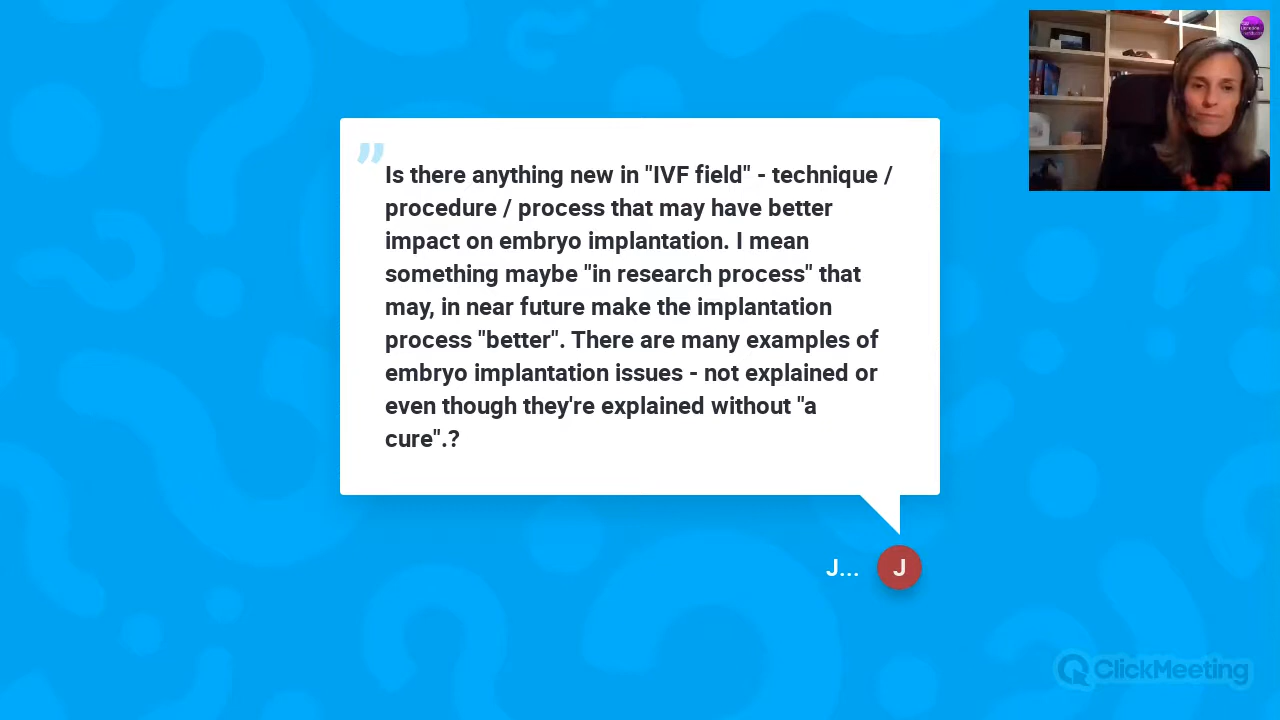 Is there anything new in "IVF field" - technique /
procedure / process that may have better
impact on embryo implantation. I mean
something maybe "in research process" that
may, in near future make the implantation
process "better". There are many examples of
embryo implantation issues - not explained or
even though they're explained without "a
cure".?
J... J
ClickMeeting